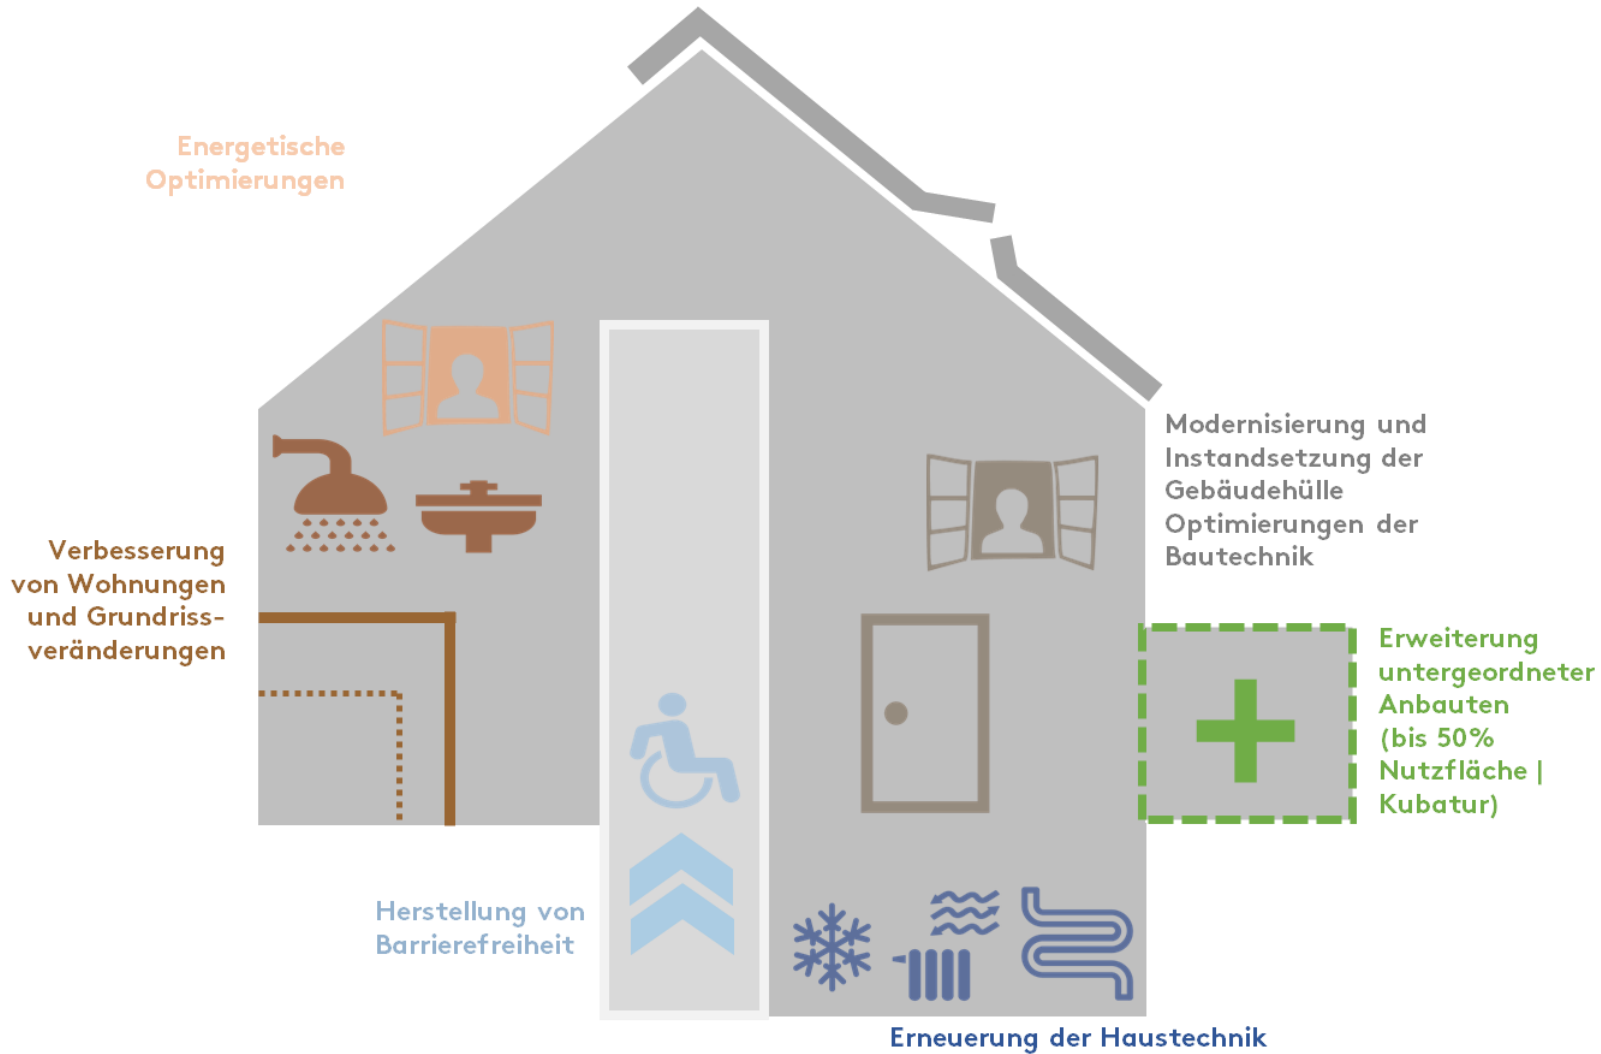 Energetische
Optimierungen
Modernisierung und
Instandsetzung der
Gebäudehülle
Optimierungen der
Bautechnik
Verbesserung
von Wohnungen
und Grundriss-
veränderungen
Erweiterung
untergeordneter
Anbauten
(bis 50%
Nutzfläche |
Kubatur)
Herstellung von
Barrierefreiheit
Erneuerung der Haustechnik